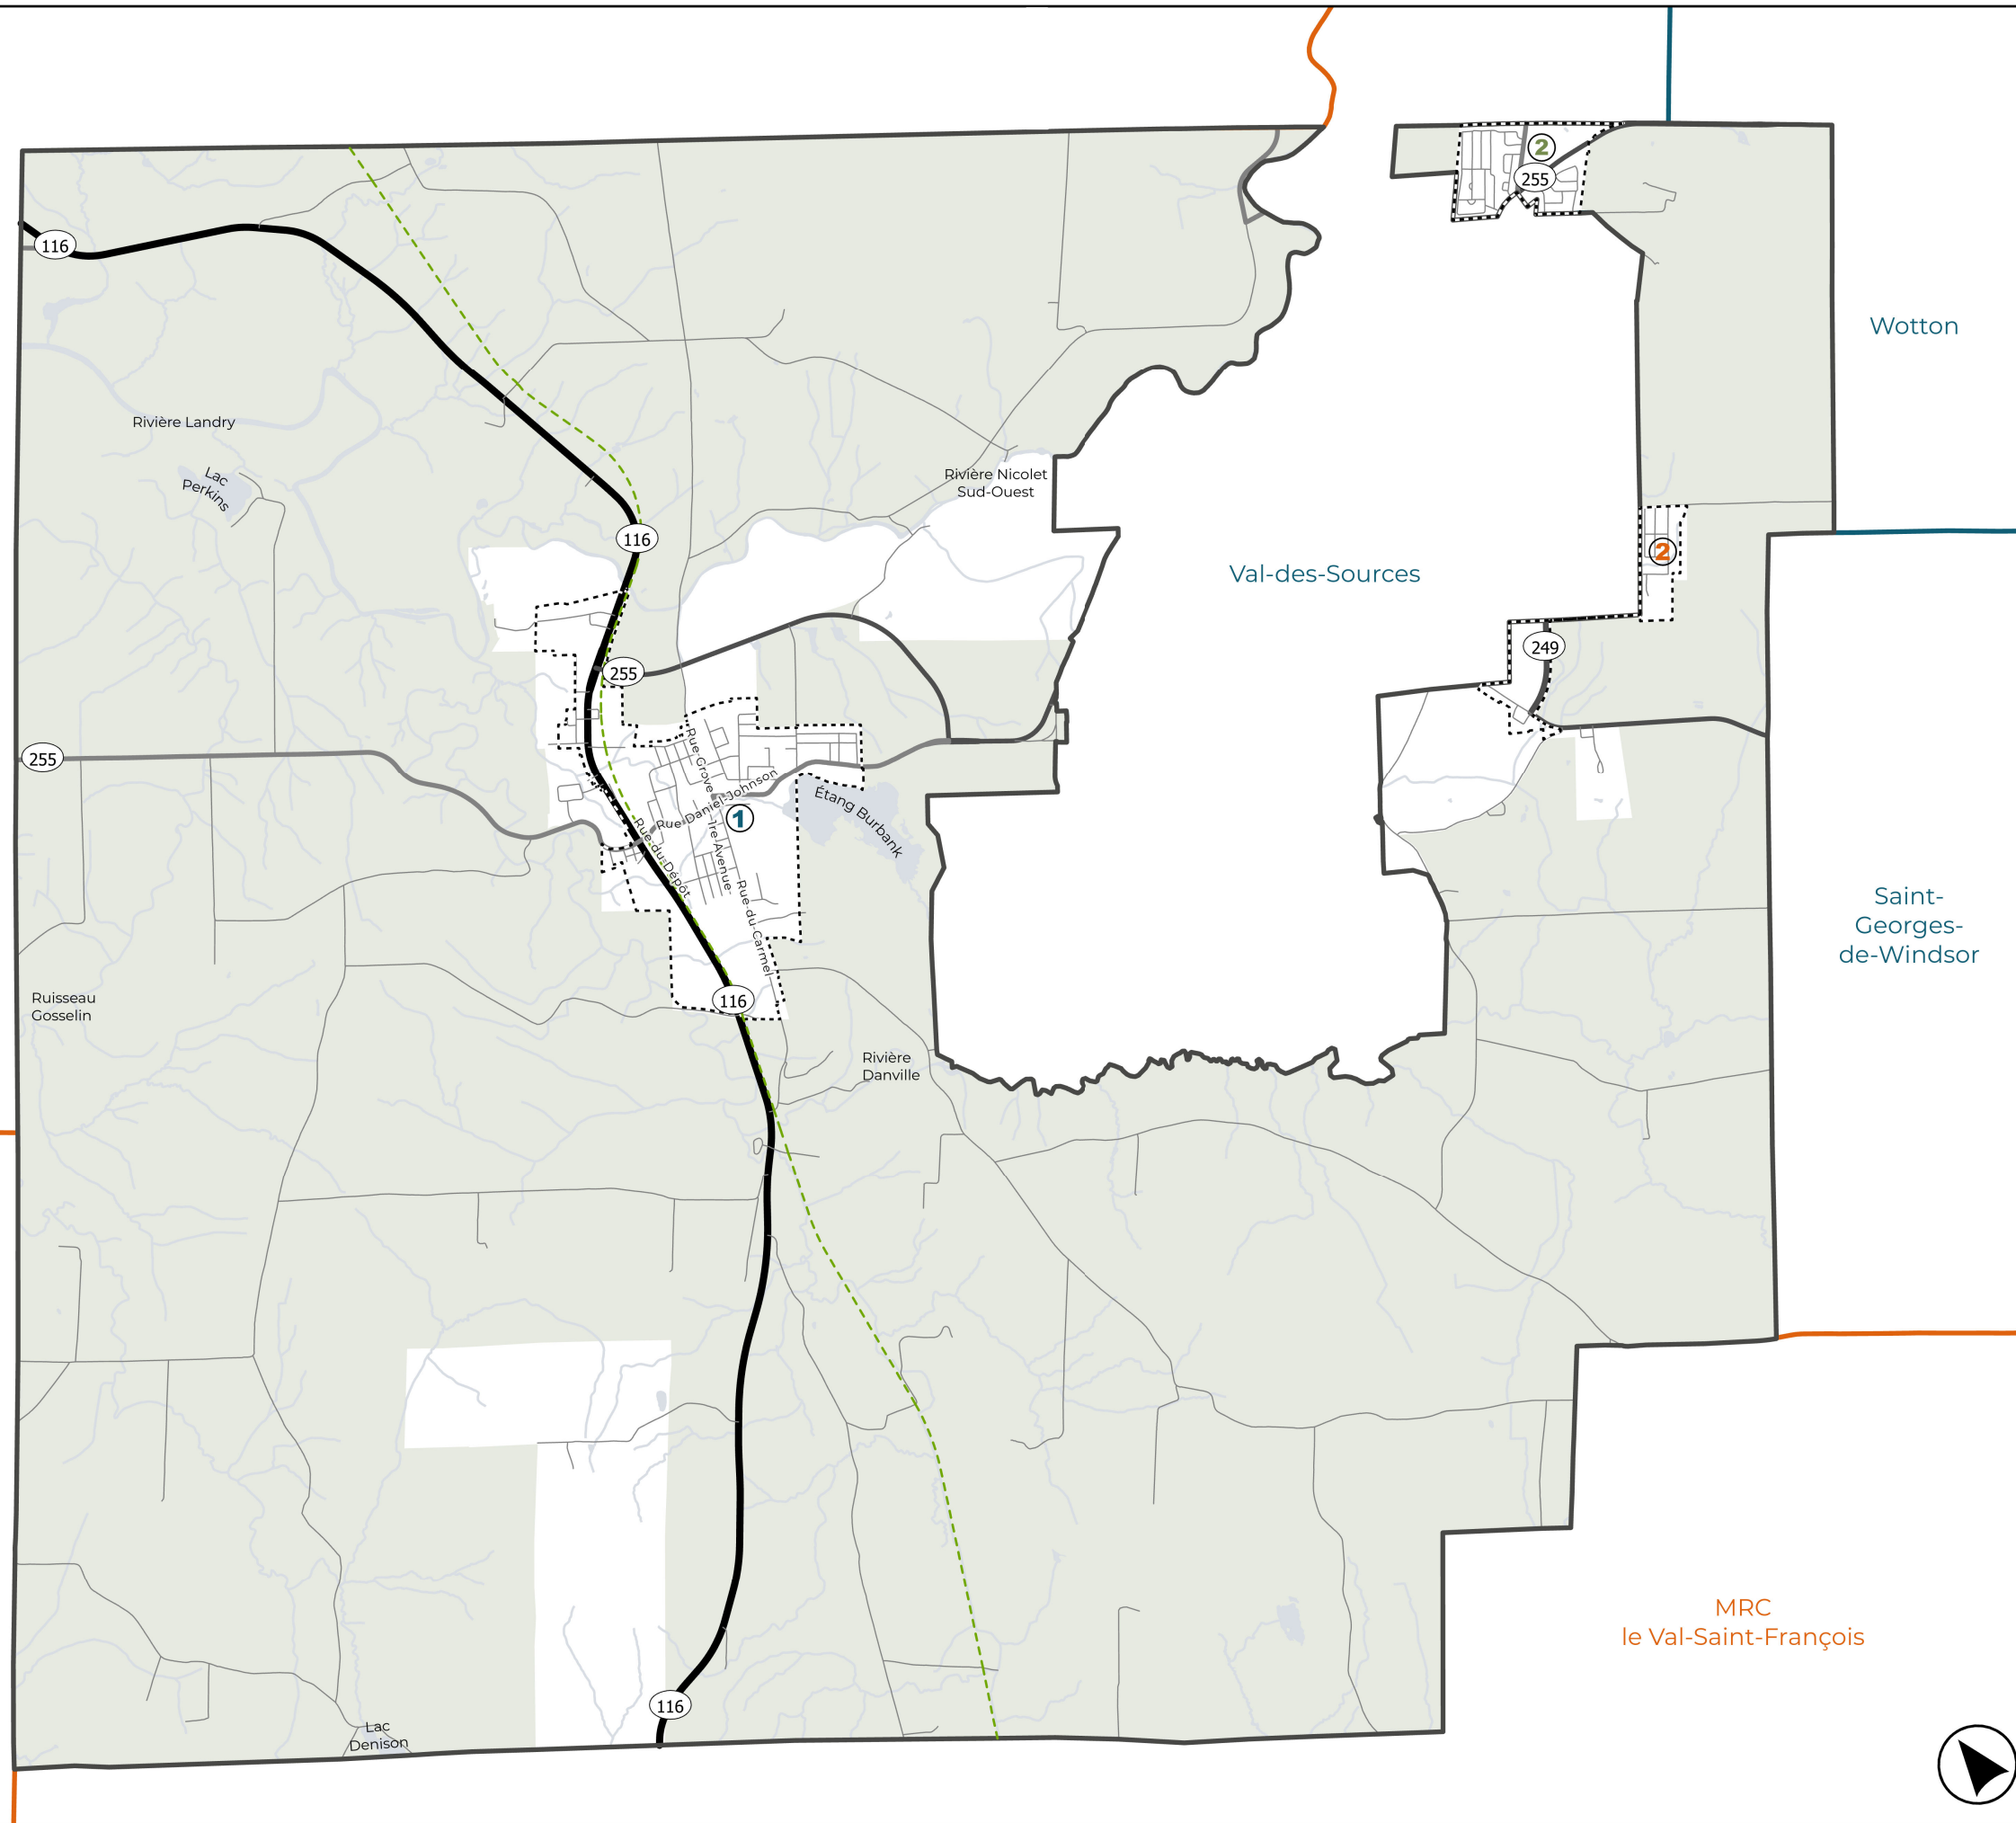 2
255
116
Wotton
Rivière Landry
Lac
Perkins
Rivière Nicolet
Sud-Ouest
116
2
Val-des-Sources
249
255
255
Rue Grove
Rue Daniel-Johnson
1
Étang Burbank
Rue du Dépôt
1re Avenue
Rue du Carmel
Saint-
Georges-
de-Windsor
Ruisseau
Gosselin
116
Rivière
Danville
MRC
le Val-Saint-François
116
Lac
Denison